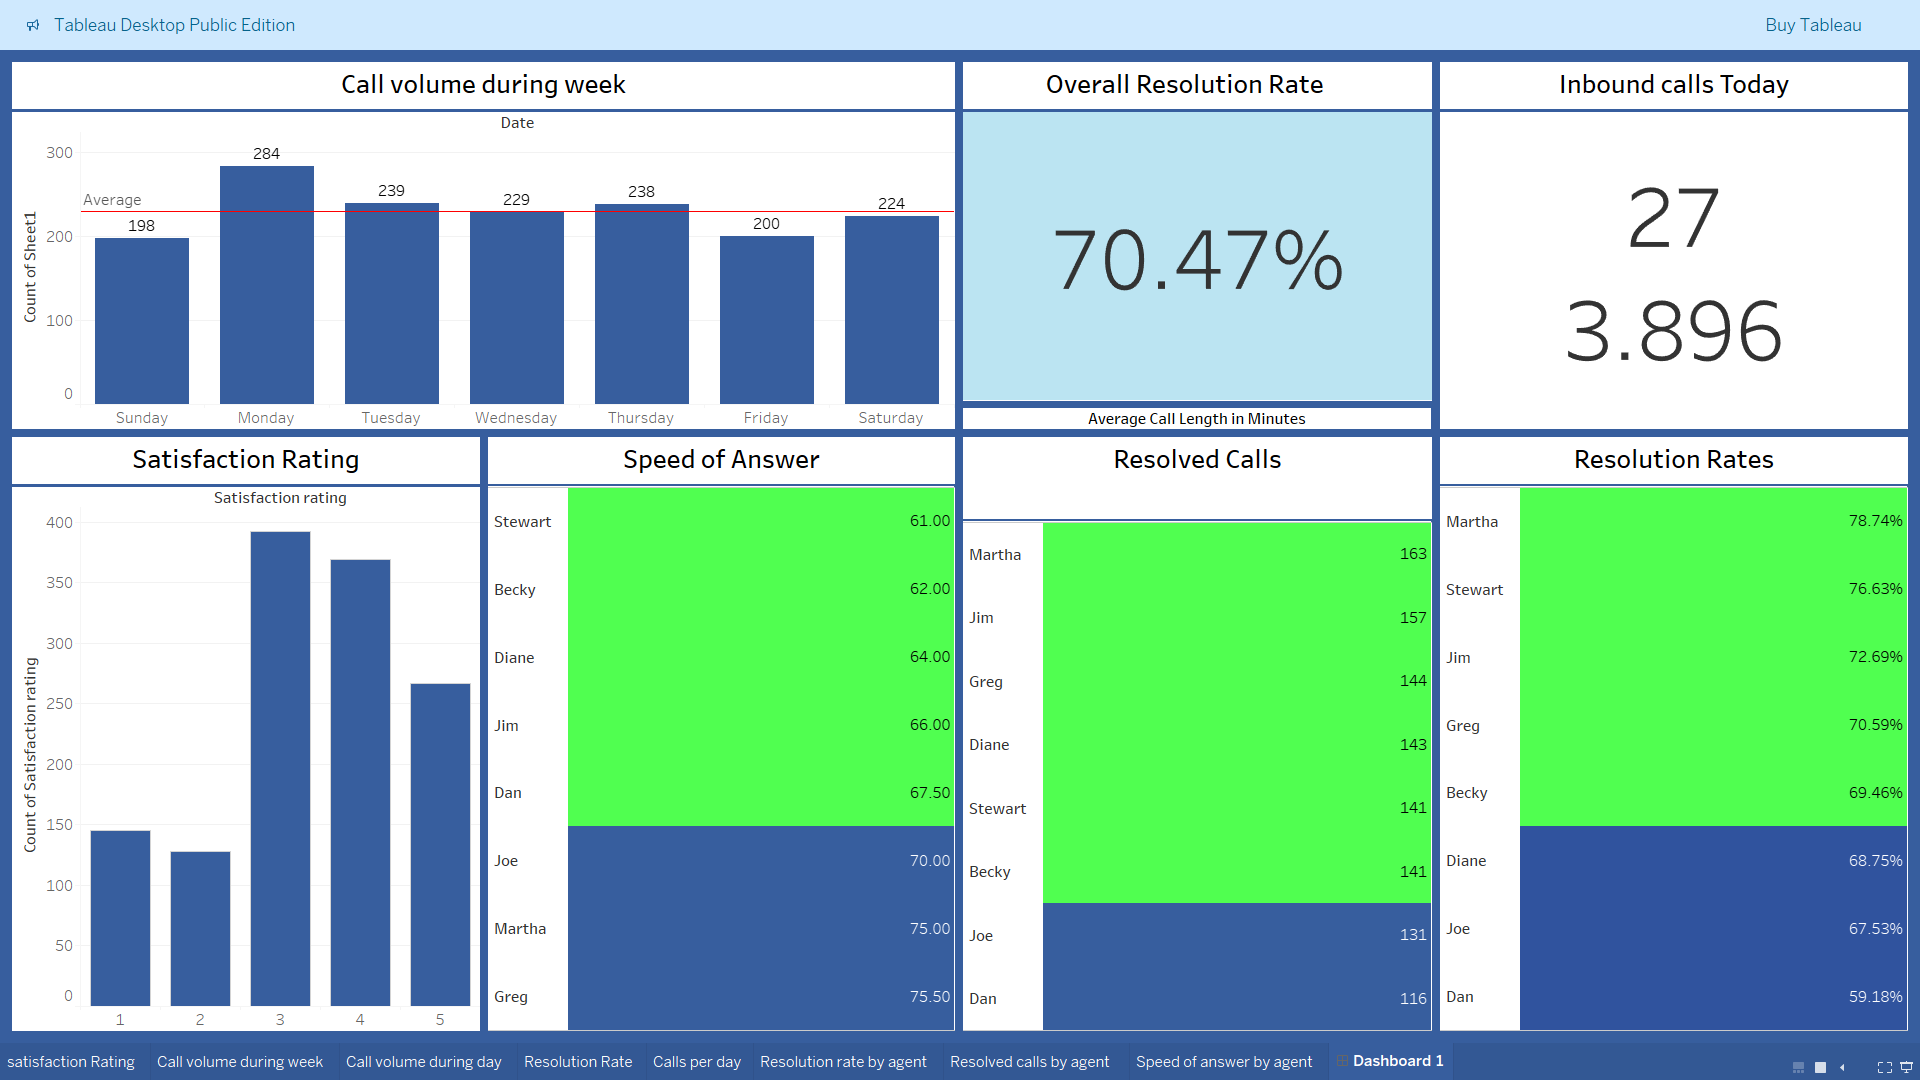 Tableau Desktop Public Edition
Buy Tableau
Call volume during week
Date
Count of Sheet1
300
200
100
0
Average
198
284
239
229
238
200
224
Sunday
Monday
Tuesday
Wednesday
Thursday
Friday
Saturday
Overall Resolution Rate
70.47%
Average Call Length in Minutes
Inbound calls Today
27
3.896
Satisfaction Rating
Satisfaction rating
Count of Satisfaction rating
400
350
300
250
200
150
100
50
0
1
2
3
4
5
Speed of Answer
Stewart 61.00
Becky 62.00
Diane 64.00
Jim 66.00
Dan 67.50
Joe 70.00
Martha 75.00
Greg 75.50
Resolved Calls
Martha 163
Jim 157
Greg 144
Diane 143
Stewart 141
Becky 141
Joe 131
Dan 116
Resolution Rates
Martha 78.74%
Stewart 76.63%
Jim 72.69%
Greg 70.59%
Becky 69.46%
Diane 68.75%
Joe 67.53%
Dan 59.18%
satisfaction Rating
Call volume during week
Call volume during day
Resolution Rate
Calls per day
Resolution rate by agent
Resolved calls by agent
Speed of answer by agent
Dashboard 1